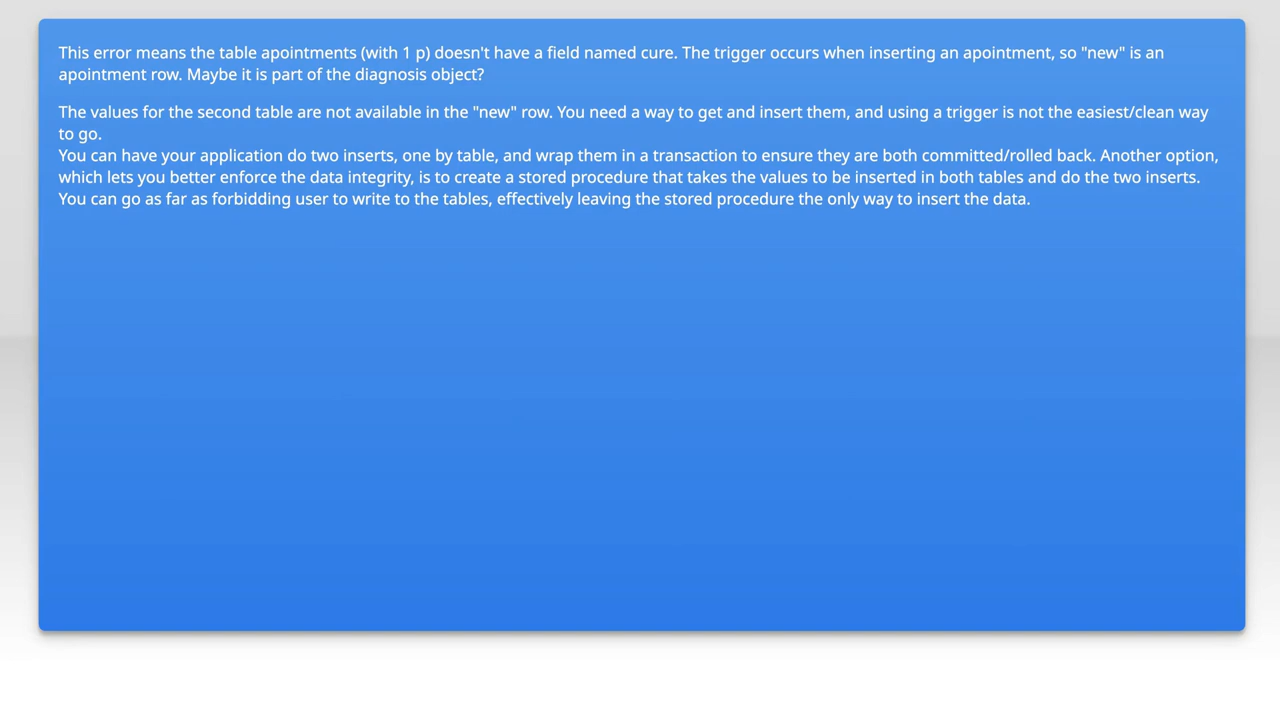 This error means the table apointments (with 1 p) doesn't have a field named cure. The trigger occurs when inserting an apointment, so "new" is an
apointment row. Maybe it is part of the diagnosis object?
The values for the second table are not available in the "new" row. You need a way to get and insert them, and using a trigger is not the easiest/clean way
to go.
You can have your application do two inserts, one by table, and wrap them in a transaction to ensure they are both committed/rolled back. Another option,
which lets you better enforce the data integrity, is to create a stored procedure that takes the values to be inserted in both tables and do the two inserts.
You can go as far as forbidding user to write to the tables, effectively leaving the stored procedure the only way to insert the data.